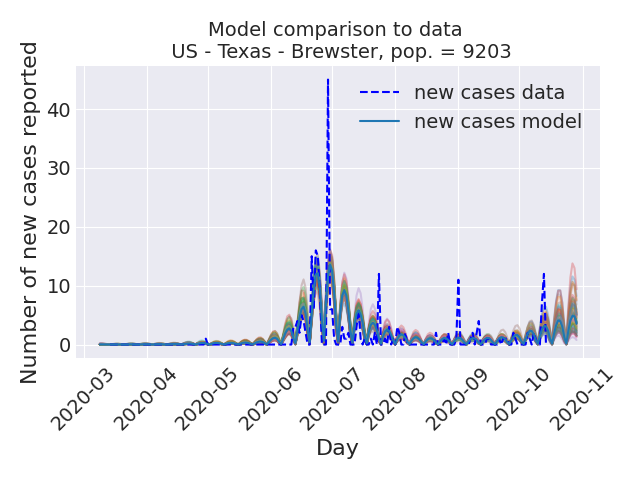 Model comparison to data
US - Texas - Brewster, pop. = 9203
Number of new cases reported
40
30
20
10
0
new cases data
new cases model
2020-03
2020-04
2020-05
2020-06
2020-07
2020-08
2020-09
2020-10
2020-11
Day